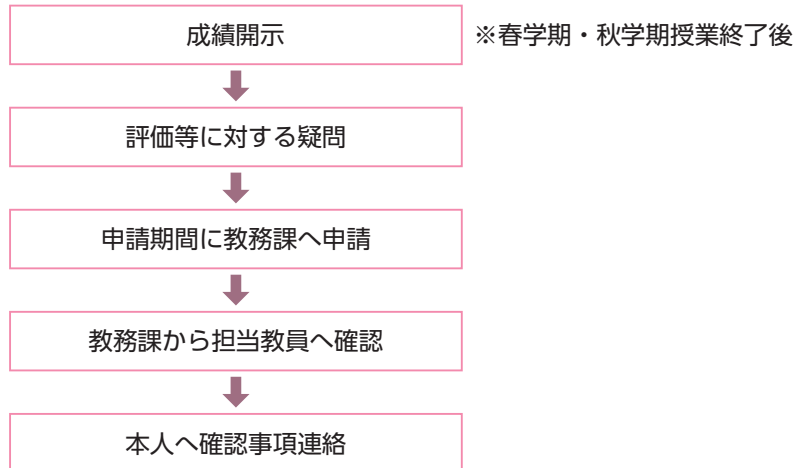 成績開示
※春学期・秋学期授業終了後
評価等に対する疑問
申請期間に教務課へ申請
教務課から担当教員へ確認
本人へ確認事項連絡